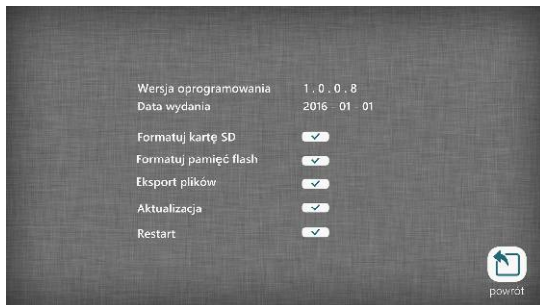 Wersja oprogramowania 1.0.0.8
Data wydania 2016 - 01 - 01
Formatuj kartę SD
Formatuj pamięć flash
Eksport plików
Aktualizacja
Restart
powrót